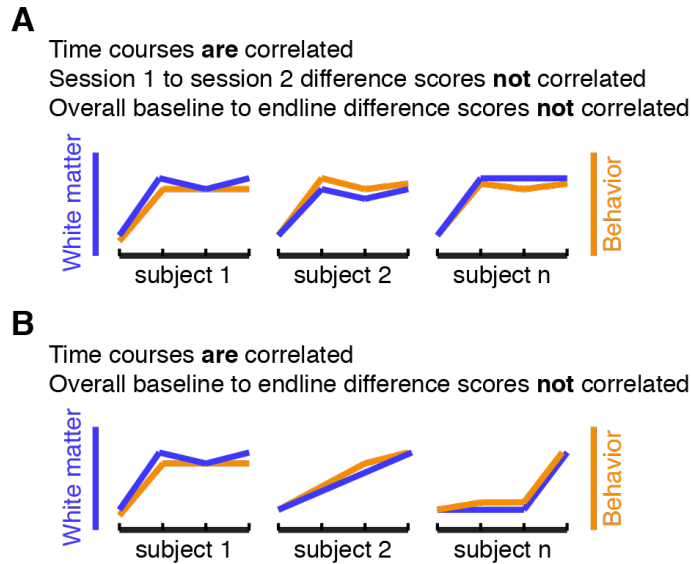 A
Time courses are correlated
Session 1 to session 2 difference scores not correlated
Overall baseline to endline difference scores not correlated
White matter
Behavior
subject 1
subject 2
subject n
B
Time courses are correlated
Overall baseline to endline difference scores not correlated
White matter
Behavior
subject 1
subject 2
subject n